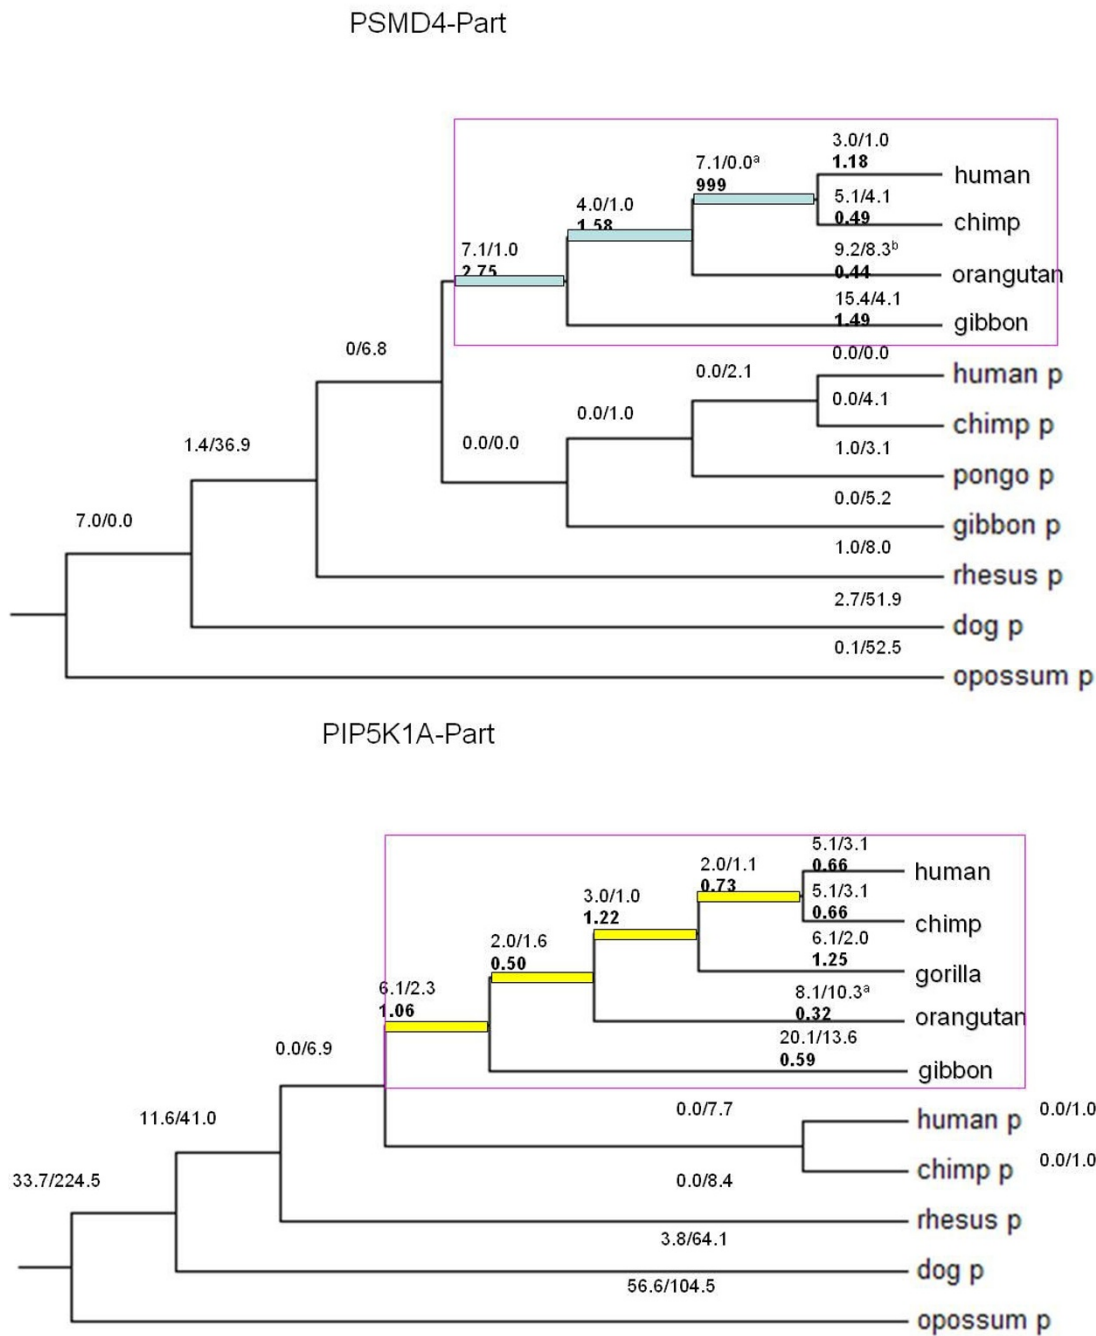 PSMD4-Part
3.0/1.0
1.18
human
7.1/0.0ᵃ
999
5.1/4.1
0.49
chimp
4.0/1.0
1.58
9.2/8.3ᵇ
0.44
orangutan
7.1/1.0
2.75
15.4/4.1
1.49
gibbon
0/6.8
0.0/0.0
human p
0.0/2.1
0.0/4.1
chimp p
0.0/1.0
1.0/3.1
pongo p
0.0/0.0
0.0/5.2
gibbon p
1.4/36.9
1.0/8.0
rhesus p
7.0/0.0
2.7/51.9
dog p
0.1/52.5
opossum p
PIP5K1A-Part
5.1/3.1
0.66
human
2.0/1.1
0.73
5.1/3.1
0.66
chimp
3.0/1.0
1.22
6.1/2.0
1.25
gorilla
2.0/1.6
0.50
8.1/10.3ᵃ
0.32
orangutan
6.1/2.3
1.06
20.1/13.6
0.59
gibbon
0.0/6.9
0.0/7.7
human p 0.0/1.0
11.6/41.0
chimp p 0.0/1.0
0.0/8.4
33.7/224.5
rhesus p
3.8/64.1
dog p
56.6/104.5
opossum p